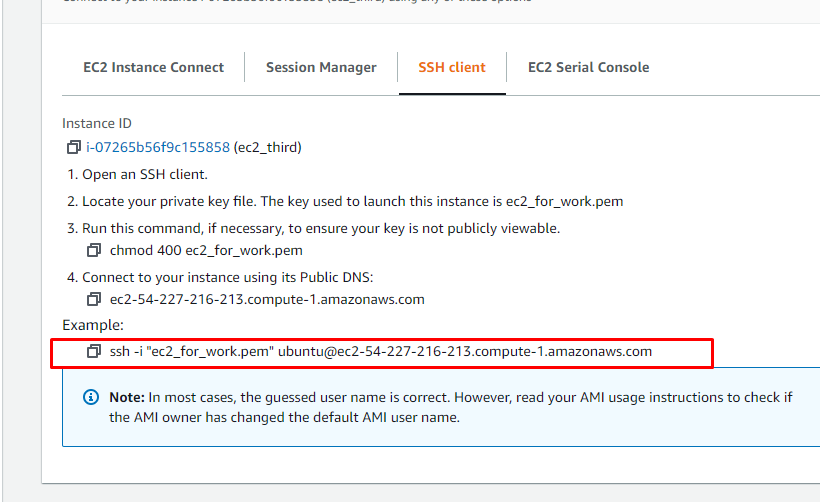 EC2 Instance Connect
Session Manager
SSH client
EC2 Serial Console
Instance ID
i-07265b56f9c155858 (ec2_third)
1. Open an SSH client.
2. Locate your private key file. The key used to launch this instance is ec2_for_work.pem
3. Run this command, if necessary, to ensure your key is not publicly viewable.
chmod 400 ec2_for_work.pem
4. Connect to your instance using its Public DNS:
ec2-54-227-216-213.compute-1.amazonaws.com
Example:
ssh -i "ec2_for_work.pem" ubuntu@ec2-54-227-216-213.compute-1.amazonaws.com
Note: In most cases, the guessed user name is correct. However, read your AMI usage instructions to check if
the AMI owner has changed the default AMI user name.